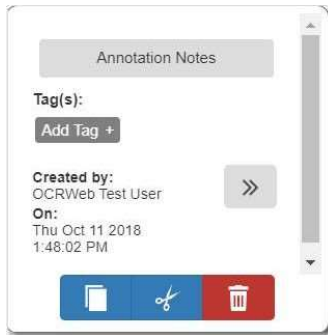 Annotation Notes
Tag(s):
Add Tag +
Created by:
OCRWeb Test User
On:
Thu Oct 11 2018
1:48:02 PM